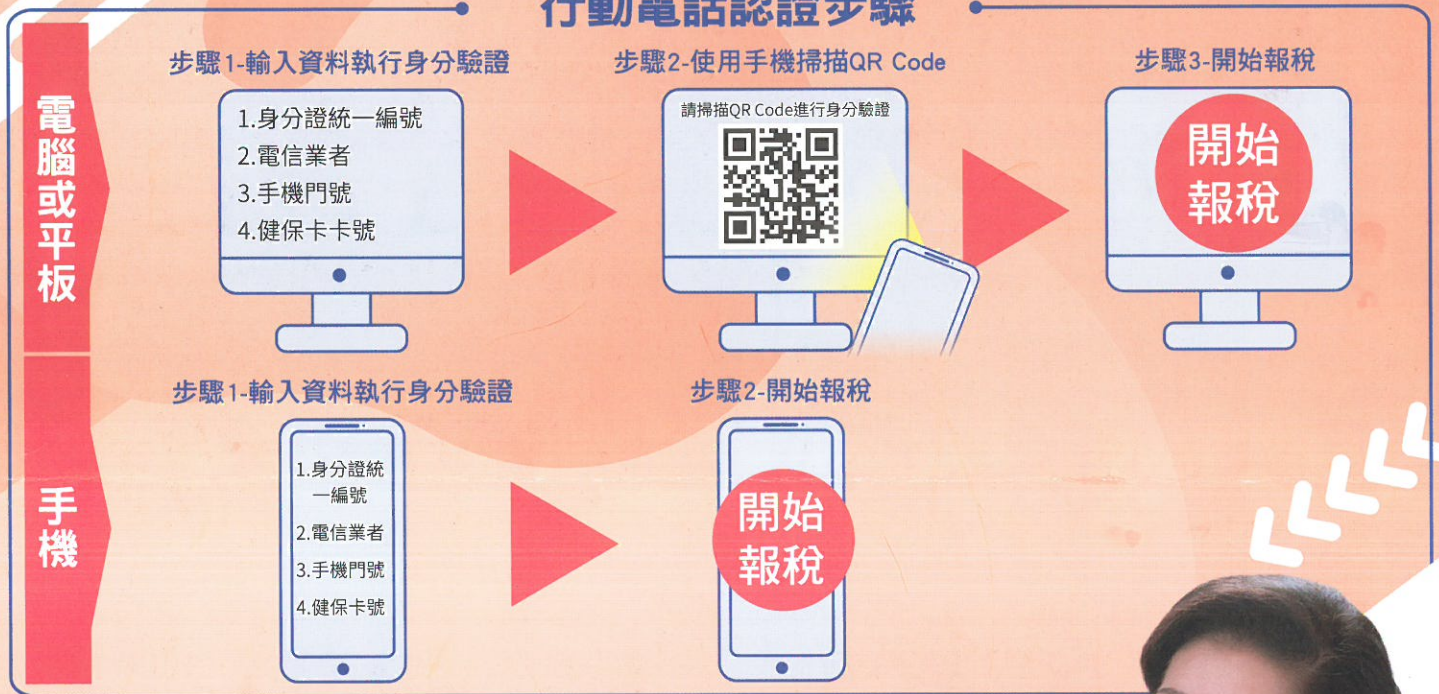 行動電話認證步驟
電腦或平板
步驟1-輸入資料執行身分驗證
1.身分證統一編號
2.電信業者
3.手機門號
4.健保卡卡號
步驟2-使用手機掃描QR Code
請掃描QR Code進行身分驗證
步驟3-開始報稅
開始
報稅
手機
步驟1-輸入資料執行身分驗證
1.身分證統
一編號
2.電信業者
3.手機門號
4.健保卡號
步驟2-開始報稅
開始
報稅